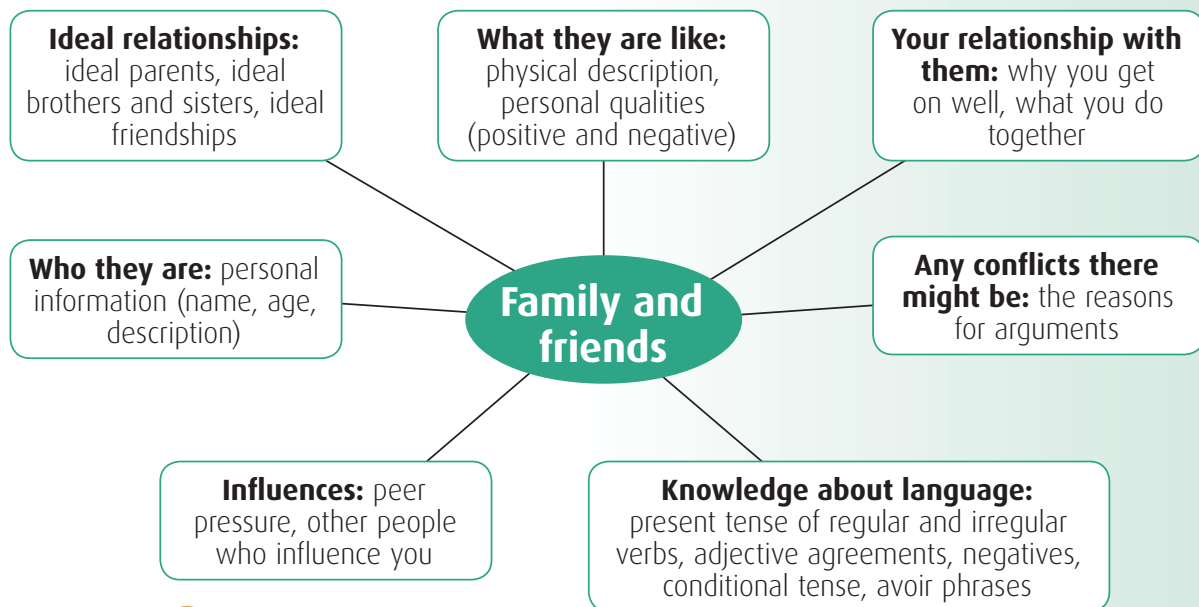 Ideal relationships:
ideal parents, ideal
brothers and sisters, ideal
friendships
What they are like:
physical description,
personal qualities
(positive and negative)
Your relationship with
them: why you get
on well, what you do
together
Who they are: personal
information (name, age,
description)
Family and
friends
Any conflicts there
might be: the reasons
for arguments
Influences: peer
pressure, other people
who influence you
Knowledge about language:
present tense of regular and irregular
verbs, adjective agreements, negatives,
conditional tense, avoir phrases